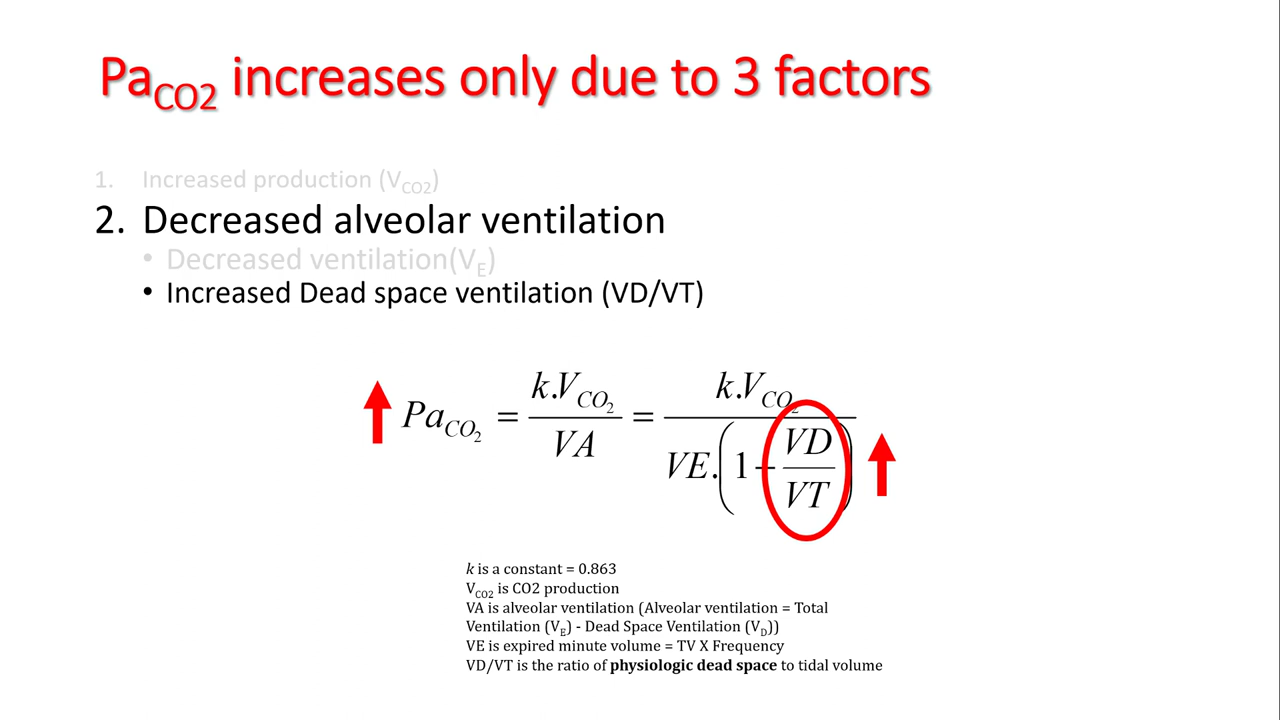 PaCO2 increases only due to 3 factors
1. Increased production (VCO2)
2. Decreased alveolar ventilation
• Decreased ventilation(VE)
• Increased Dead space ventilation (VD/VT)
PaCO2 = k.VCO2 / VA = k.VCO2 / VE.(1 − VD/VT)
k is a constant = 0.863
VCO2 is CO2 production
VA is alveolar ventilation (Alveolar ventilation = Total
Ventilation (VE) - Dead Space Ventilation (VD))
VE is expired minute volume = TV X Frequency
VD/VT is the ratio of physiologic dead space to tidal volume